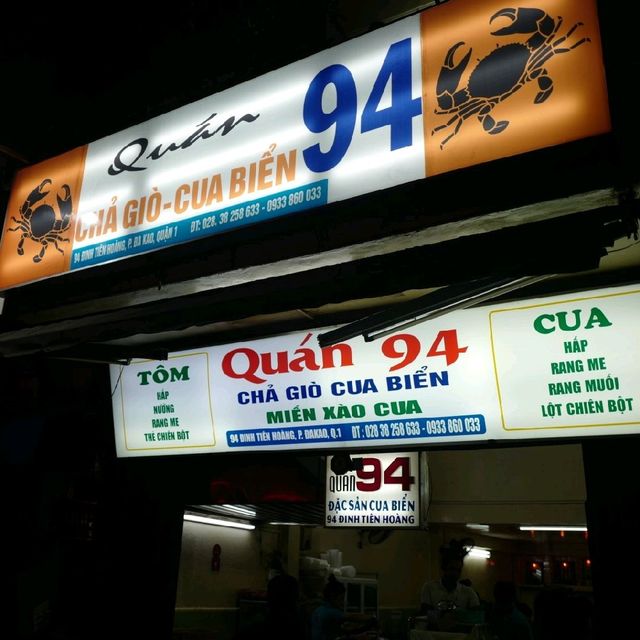 Quán 94
CHẢ GIÒ-CUA BIỂN
94 ĐINH TIÊN HOÀNG, P. ĐA KAO, QUẬN 1 ĐT: 028. 38 258 633 - 0933 860 033
TÔM
HẤP
NƯỚNG
RANG ME
THẺ CHIÊN BỘT
Quán 94
CHẢ GIÒ CUA BIỂN
MIẾN XÀO CUA
94 ĐINH TIÊN HOÀNG, P. ĐAKAO, Q.1 ĐT: 028 38 258 633 - 0933 860 033
CUA
HẤP
RANG ME
RANG MUỐI
LỘT CHIÊN BỘT
QUÁN 94
ĐẶC SẢN CUA BIỂN
94 ĐINH TIÊN HOÀNG